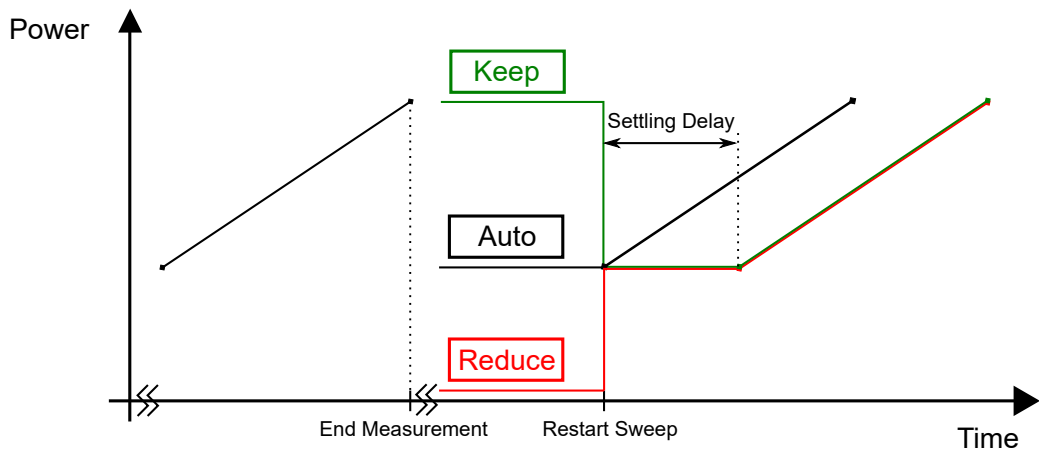 Power
Keep
Settling Delay
Auto
Reduce
End Measurement
Restart Sweep
Time